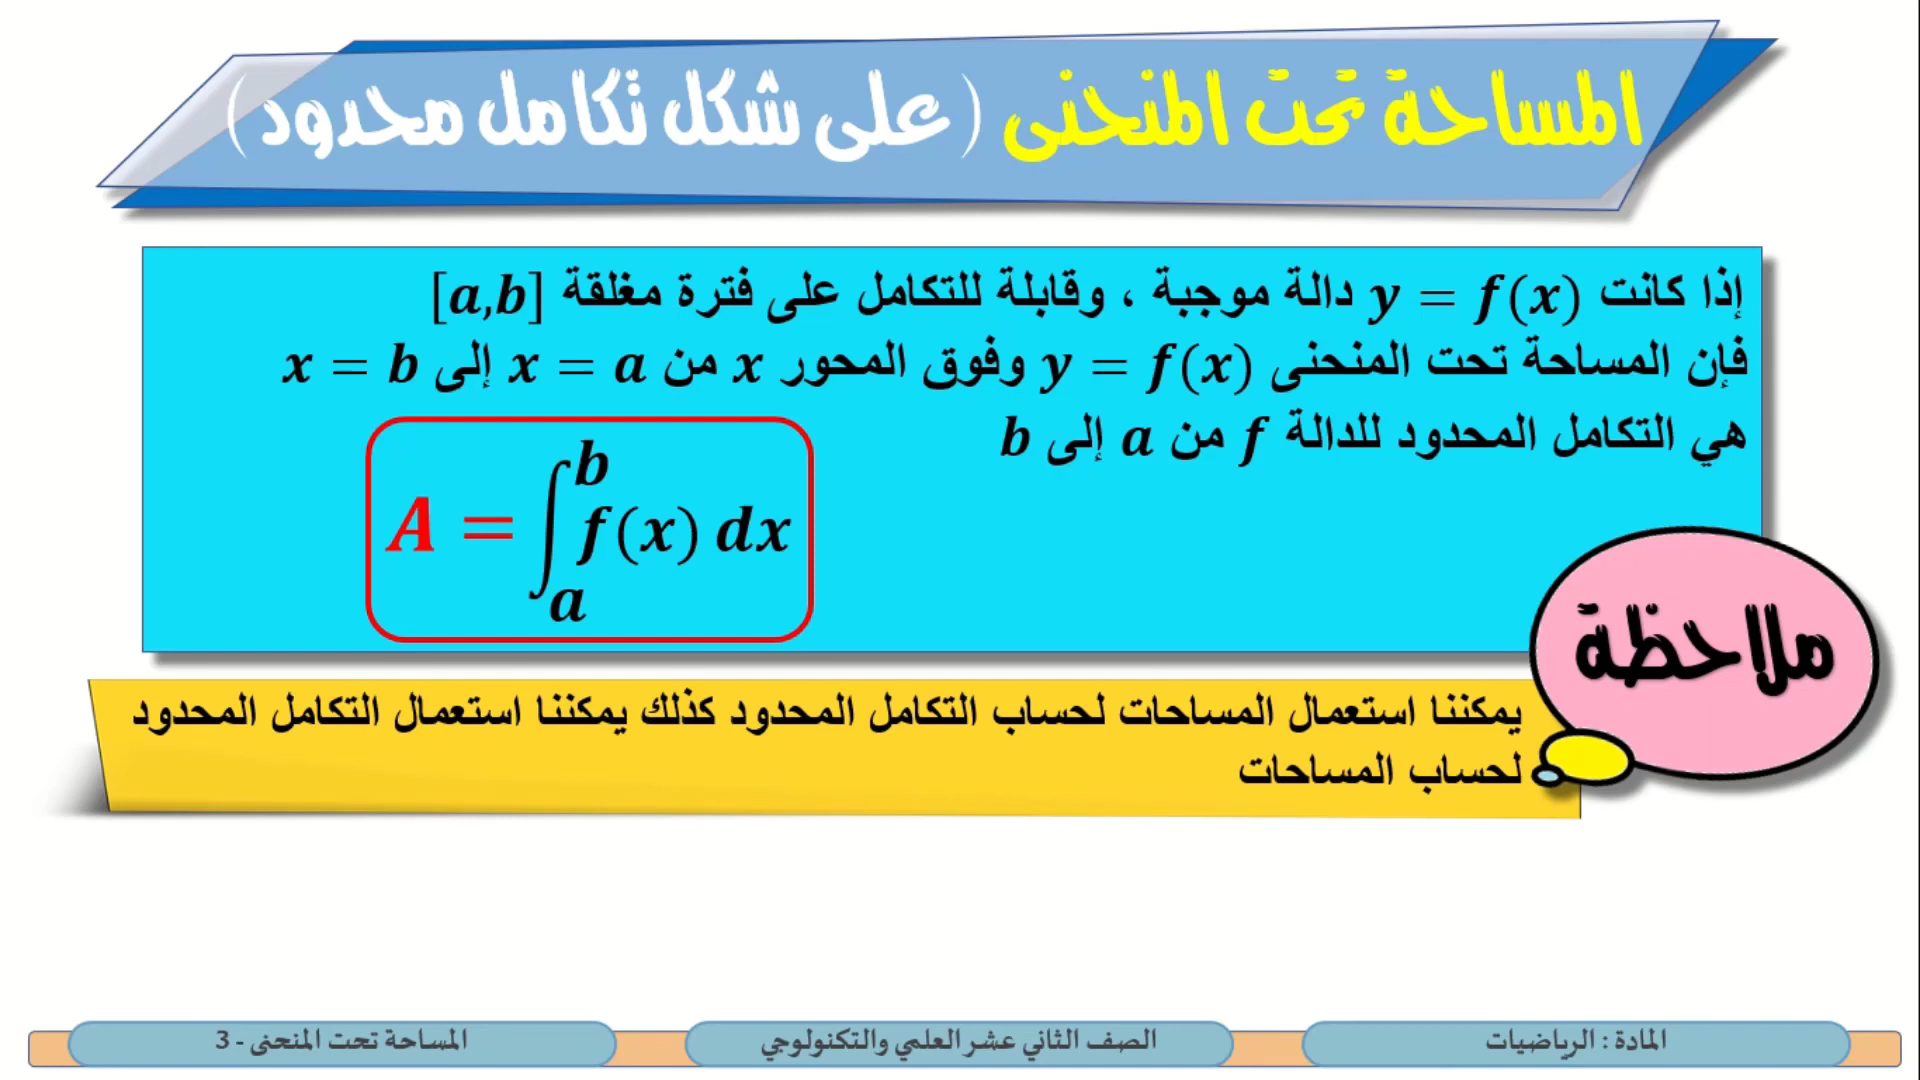 المساحة تحت المنحنى (على شكل تكامل محدود)
إذا كانت y = f(x) دالة موجبة ، وقابلة للتكامل على فترة مغلقة [a,b]
فإن المساحة تحت المنحنى y = f(x) وفوق المحور x من x = a إلى x = b
هي التكامل المحدود للدالة f من a إلى b
A = ∫_a^b f(x) dx
ملاحظة
يمكننا استعمال المساحات لحساب التكامل المحدود كذلك يمكننا استعمال التكامل المحدود
لحساب المساحات
المادة : الرياضيات
الصف الثاني عشر العلمي والتكنولوجي
المساحة تحت المنحنى - 3